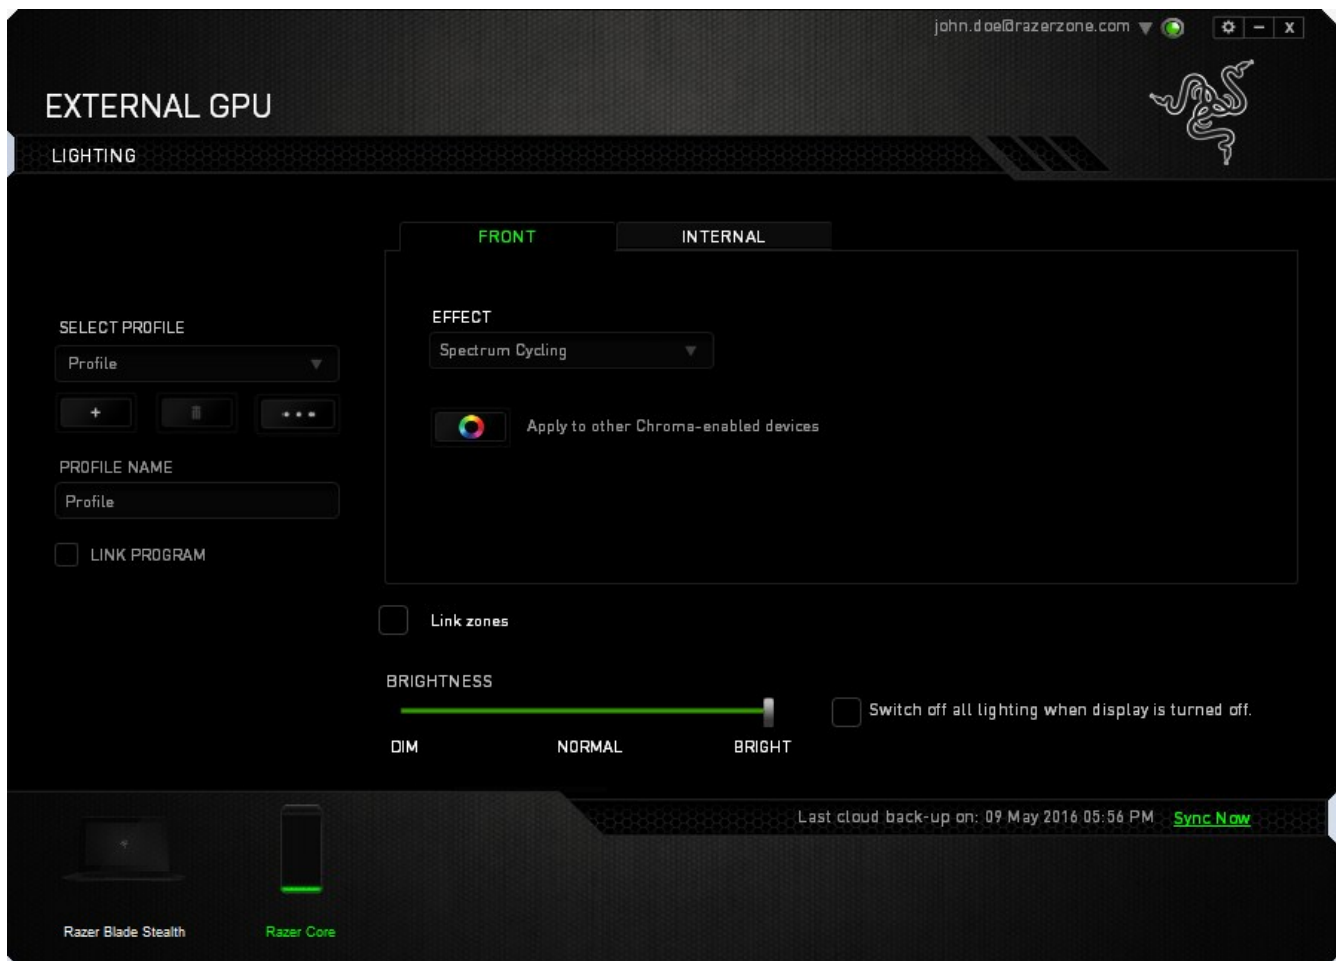 john.doe@razerzone.com
EXTERNAL GPU
LIGHTING
FRONT INTERNAL
SELECT PROFILE
Profile
PROFILE NAME
Profile
LINK PROGRAM
EFFECT
Spectrum Cycling
Apply to other Chroma-enabled devices
Link zones
BRIGHTNESS
DIM NORMAL BRIGHT
Switch off all lighting when display is turned off.
Last cloud back-up on: 09 May 2016 05:56 PM Sync Now
Razer Blade Stealth Razer Core